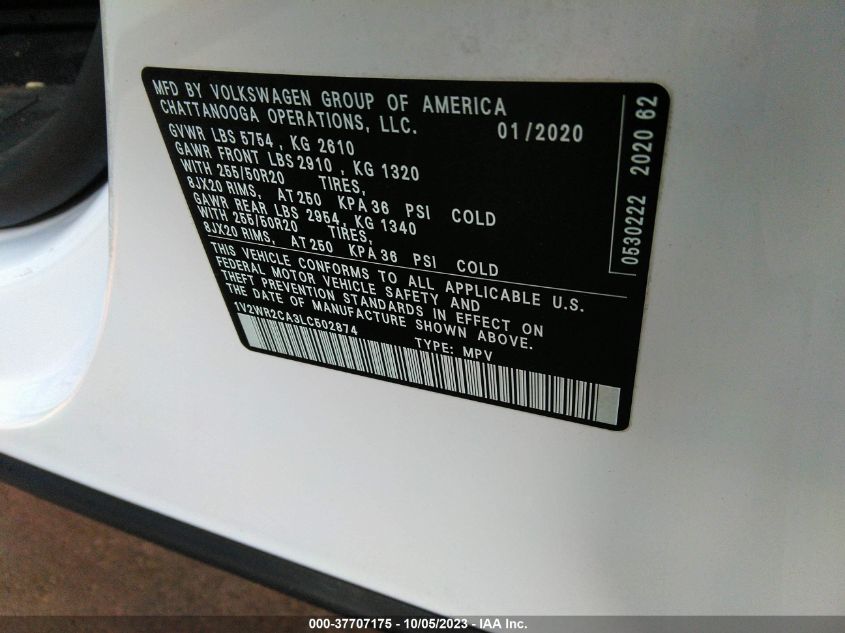 MFD BY VOLKSWAGEN GROUP OF AMERICA
CHATTANOOGA OPERATIONS, LLC. 01/2020
GVWR LBS 5754, KG 2610
GAWR FRONT LBS 2910, KG 1320
WITH 255/50R20 TIRES,
8JX20 RIMS, AT 250 KPA 36 PSI COLD
GAWR REAR LBS 2954, KG 1340
WITH 255/50R20 TIRES,
8JX20 RIMS, AT 250 KPA 36 PSI COLD
THIS VEHICLE CONFORMS TO ALL APPLICABLE U.S.
FEDERAL MOTOR VEHICLE SAFETY AND
THEFT PREVENTION STANDARDS IN EFFECT ON
THE DATE OF MANUFACTURE SHOWN ABOVE.
1V2WR2CA3LC502874 TYPE: MPV
0530222 2020 62
000-37707175 - 10/05/2023 - IAA Inc.